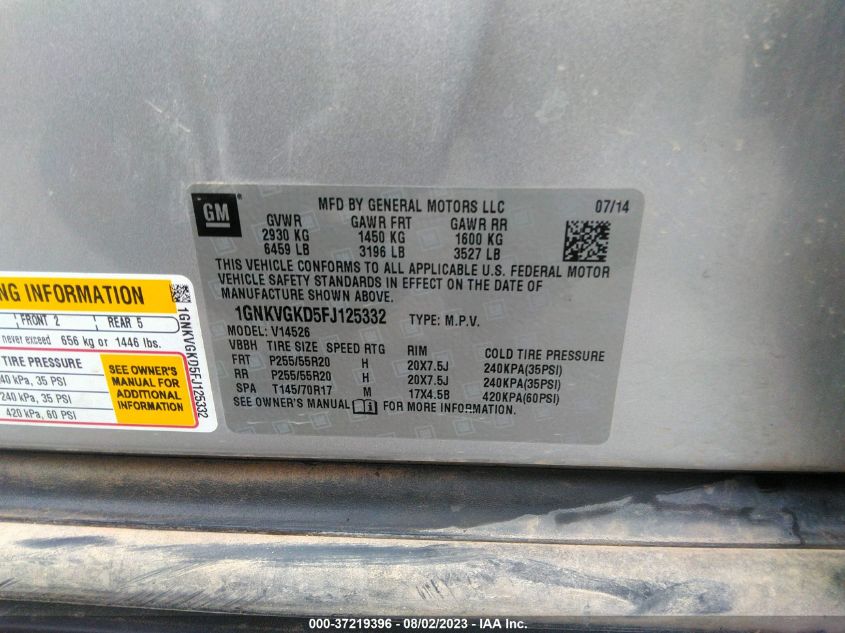 GM
MFD BY GENERAL MOTORS LLC 07/14
GVWR GAWR FRT GAWR RR
2930 KG 1450 KG 1600 KG
6459 LB 3196 LB 3527 LB
THIS VEHICLE CONFORMS TO ALL APPLICABLE U.S. FEDERAL MOTOR
VEHICLE SAFETY STANDARDS IN EFFECT ON THE DATE OF
MANUFACTURE SHOWN ABOVE.
1GNKVGKD5FJ125332 TYPE: M.P.V.
MODEL: V14526
VBBH TIRE SIZE SPEED RTG RIM COLD TIRE PRESSURE
FRT P255/55R20 H 20X7.5J 240KPA(35PSI)
RR P255/55R20 H 20X7.5J 240KPA(35PSI)
SPA T145/70R17 M 17X4.5B 420KPA(60PSI)
SEE OWNER'S MANUAL FOR MORE INFORMATION
NG INFORMATION
FRONT 2 REAR 5
never exceed 656 kg or 1446 lbs.
TIRE PRESSURE
40 kPa, 35 PSI
240 kPa, 35 PSI
420 kPa, 60 PSI
SEE OWNER'S
MANUAL FOR
ADDITIONAL
INFORMATION
1GNKVGKD5FJ125332
000-37219396 - 08/02/2023 - IAA Inc.